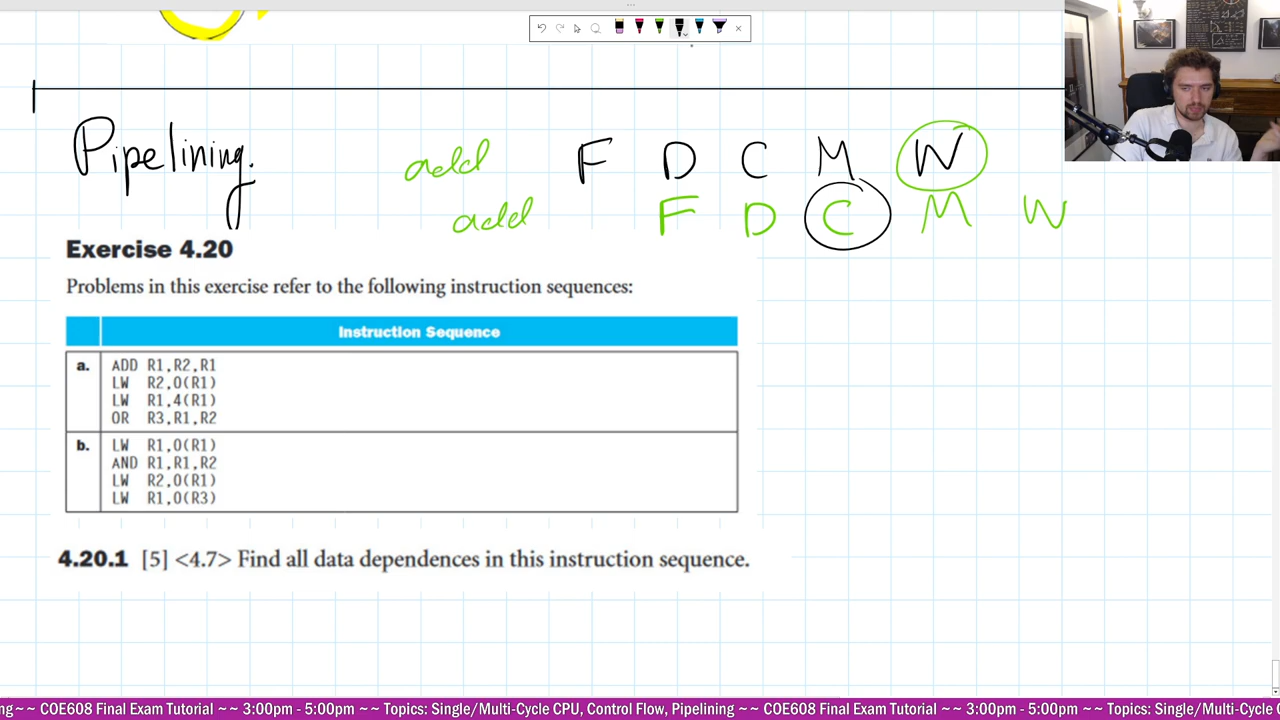 Pipelining.
add F D C M W
add F D C M W
Exercise 4.20
Problems in this exercise refer to the following instruction sequences:
Instruction Sequence
a.
ADD R1,R2,R1
LW R2,0(R1)
LW R1,4(R1)
OR R3,R1,R2
b.
LW R1,0(R1)
AND R1,R1,R2
LW R2,0(R1)
LW R1,0(R3)
4.20.1 [5] <4.7> Find all data dependences in this instruction sequence.
ng ~~ COE608 Final Exam Tutorial ~~ 3:00pm - 5:00pm ~~ Topics: Single/Multi-Cycle CPU, Control Flow, Pipelining ~~ COE608 Final Exam Tutorial ~~ 3:00pm - 5:00pm ~~ Topics: Single/Multi-Cycle C